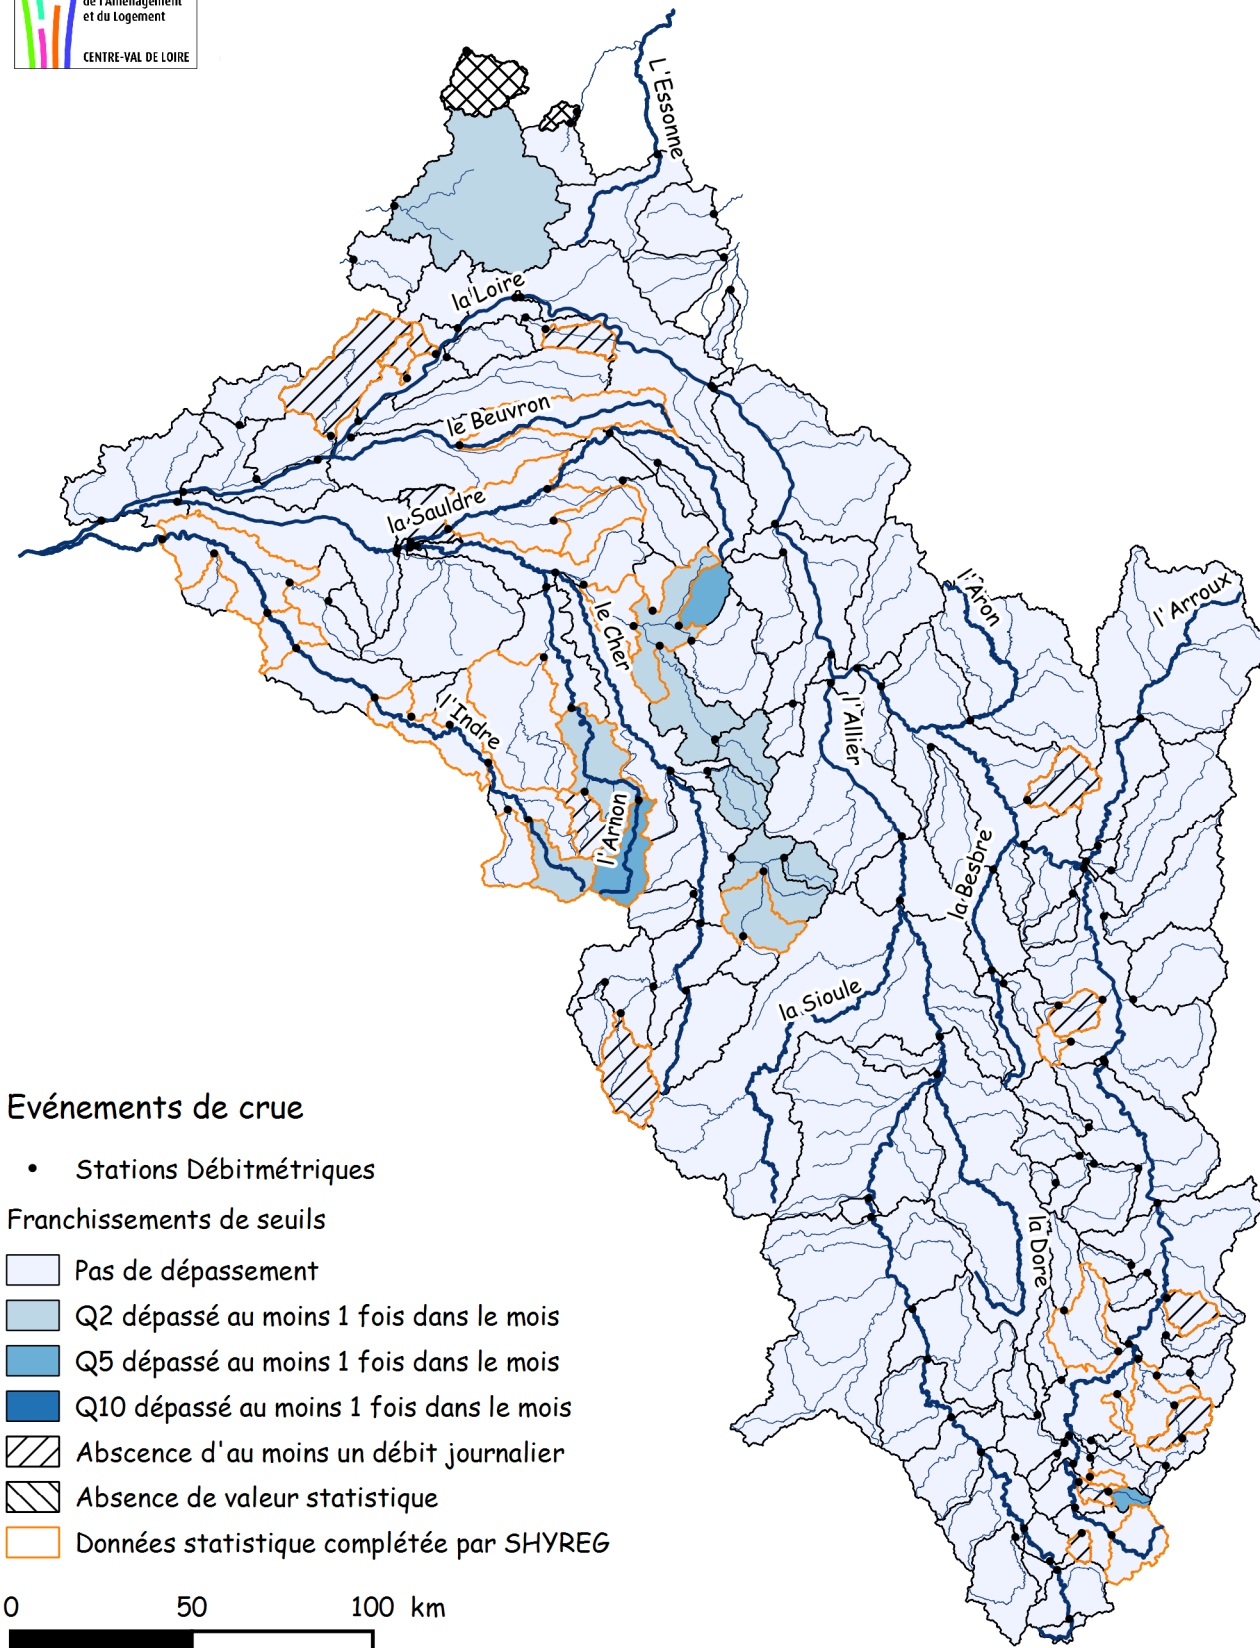 de l'Aménagement
et du Logement
CENTRE-VAL DE LOIRE
L'Essonne
la Loire
le Beuvron
la Sauldre
le Cher
l'Aron
l'Arroux
l'Indre
l'Allier
l'Arnon
la Besbre
la Sioule
la Dore
Evénements de crue
Stations Débitmétriques
Franchissements de seuils
Pas de dépassement
Q2 dépassé au moins 1 fois dans le mois
Q5 dépassé au moins 1 fois dans le mois
Q10 dépassé au moins 1 fois dans le mois
Abscence d'au moins un débit journalier
Absence de valeur statistique
Données statistique complétée par SHYREG
0 50 100 km